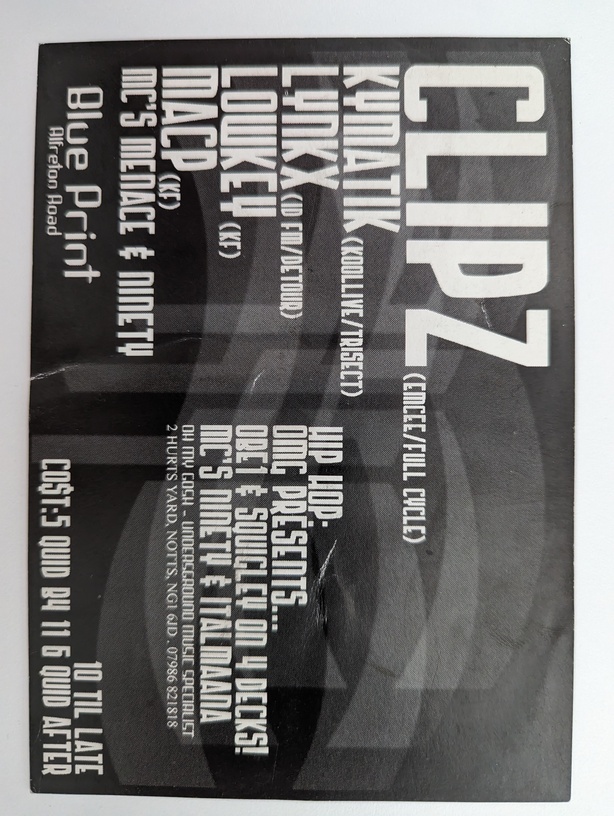 CLIPZ (EMCEE/FULL CYCLE)
KYMATIK (KOOLLIVE/TRISECT)
LYNKX (ID FM/DETOUR)
LOWKEY (KF)
MACP (KF)
MC'S MENACE & NINETY
Blue Print
Alfreton Road
HIP HOP:
OMG PRESENTS...
OBE1 & SQUIGLEY ON 4 DECKS!
MC'S NINETY & ITALMAANA
OH MY GOSH - UNDERSGROUND MUSIC SPECILIST
2 HURTS YARD, NOTTS, NG1 6JD . 07986 821818
10 TIL LATE
CO$T:5 QUID B4 11 6 QUID AFTER